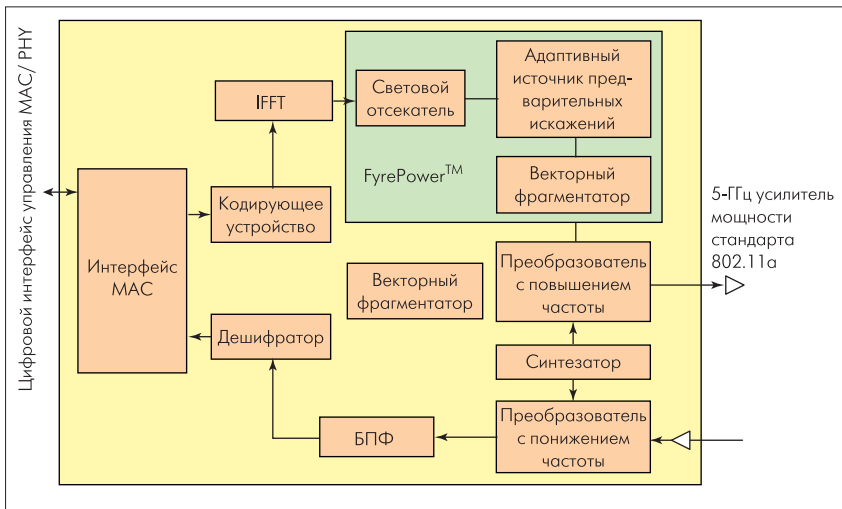 Цифровой интерфейс управления MAC/ PHY
Интерфейс
MAC
Кодирующее
устройство
IFFT
Световой
отсекатель
Адаптивный
источник пред-
варительных
искажений
FyrePower™
Векторный
фрагментатор
Преобразователь
с повышением
частоты
5-ГГц усилитель
мощности
стандарта
802.11a
Векторный
фрагментатор
Синтезатор
Дешифратор
БПФ
Преобразователь
с понижением
частоты